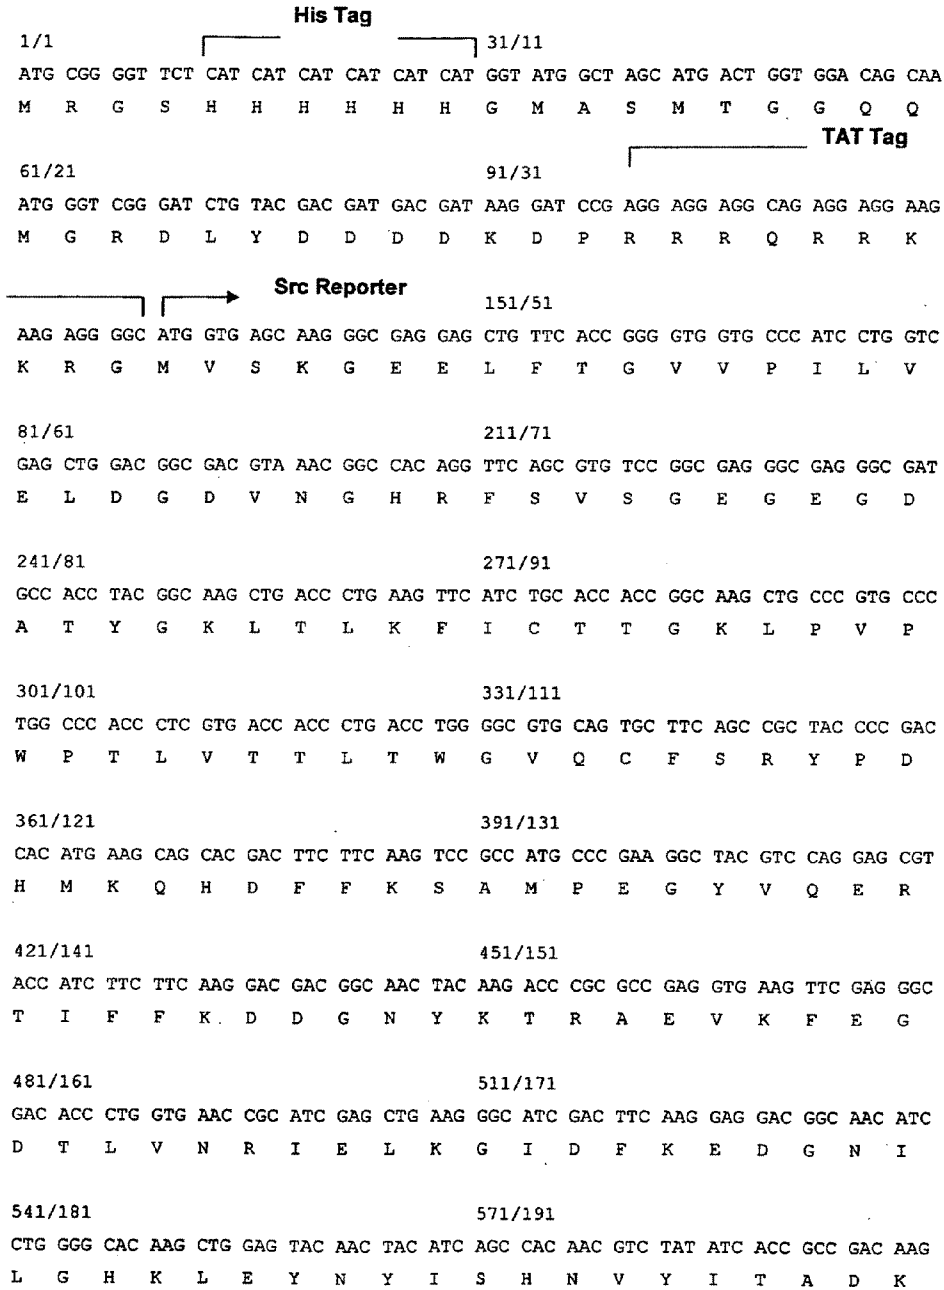 His Tag
1/1 31/11
ATG CGG GGT TCT CAT CAT CAT CAT CAT CAT GGT ATG GCT AGC ATG ACT GGT GGA CAG CAA
M R G S H H H H H H G M A S M T G G Q Q
TAT Tag
61/21 91/31
ATG GGT CGG GAT CTG TAC GAC GAT GAC GAT AAG GAT CCG AGG AGG AGG CAG AGG AGG AAG
M G R D L Y D D D D K D P R R R Q R R K
Src Reporter
151/51
AAG AGG GGC ATG GTG AGC AAG GGC GAG GAG CTG TTC ACC GGG GTG GTG CCC ATC CTG GTC
K R G M V S K G E E L F T G V V P I L V
81/61 211/71
GAG CTG GAC GGC GAC GTA AAC GGC CAC AGG TTC AGC GTG TCC GGC GAG GGC GAG GGC GAT
E L D G D V N G H R F S V S G E G E G D
241/81 271/91
GCC ACC TAC GGC AAG CTG ACC CTG AAG TTC ATC TGC ACC ACC GGC AAG CTG CCC GTG CCC
A T Y G K L T L K F I C T T G K L P V P
301/101 331/111
TGG CCC ACC CTC GTG ACC ACC CTG ACC TGG GGC GTG CAG TGC TTC AGC CGC TAC CCC GAC
W P T L V T T L T W G V Q C F S R Y P D
361/121 391/131
CAC ATG AAG CAG CAC GAC TTC TTC AAG TCC GCC ATG CCC GAA GGC TAC GTC CAG GAG CGT
H M K Q H D F F K S A M P E G Y V Q E R
421/141 451/151
ACC ATC TTC TTC AAG GAC GAC GGC AAC TAC AAG ACC CGC GCC GAG GTG AAG TTC GAG GGC
T I F F K D D G N Y K T R A E V K F E G
481/161 511/171
GAC ACC CTG GTG AAC CGC ATC GAG CTG AAG GGC ATC GAC TTC AAG GAG GAC GGC AAC ATC
D T L V N R I E L K G I D F K E D G N I
541/181 571/191
CTG GGG CAC AAG CTG GAG TAC AAC TAC ATC AGC CAC AAC GTC TAT ATC ACC GCC GAC AAG
L G H K L E Y N Y I S H N V Y I T A D K